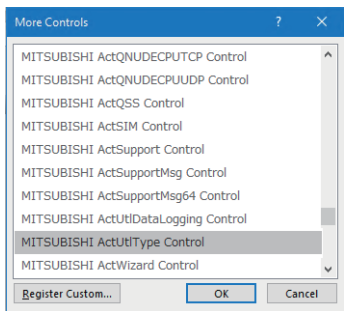 More Controls
?
MITSUBISHI ActQNUDECPUTCP Control
MITSUBISHI ActQNUDECPUUDP Control
MITSUBISHI ActQSS Control
MITSUBISHI ActSIM Control
MITSUBISHI ActSupport Control
MITSUBISHI ActSupportMsg Control
MITSUBISHI ActSupportMsg64 Control
MITSUBISHI ActUtlDataLogging Control
MITSUBISHI ActUtlType Control
MITSUBISHI ActWizard Control
Register Custom... OK Cancel